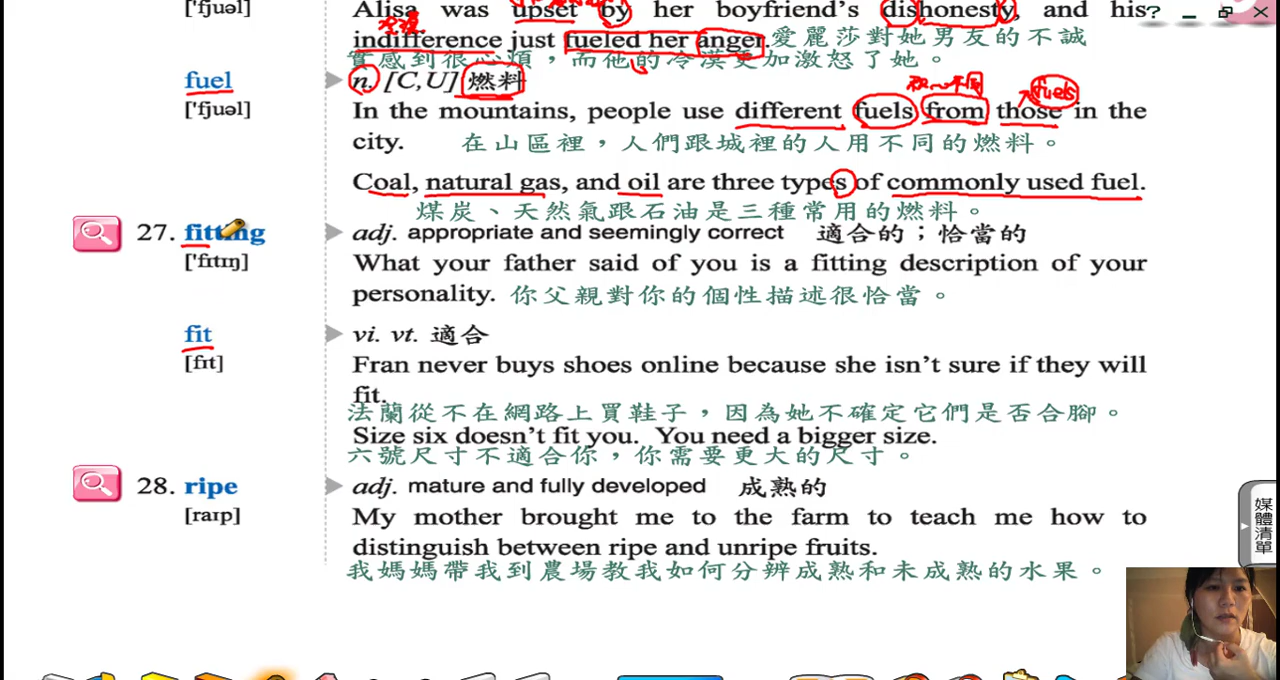 ['fjuəl] Alisa was upset by her boyfriend's dishonesty, and his
冷漠
indifference just fueled her anger. 愛麗莎對她男友的不誠
實感到很心煩，而他的冷漠更加激怒了她。
fuel n. [C, U] 燃料
fuels
['fjuəl] In the mountains, people use different fuels from those in the
city. 在山區裡，人們跟城裡的人用不同的燃料。
Coal, natural gas, and oil are three types of commonly used fuel.
煤炭、天然氣跟石油是三種常用的燃料。
27. fitting adj. appropriate and seemingly correct 適合的；恰當的
['fɪtɪŋ] What your father said of you is a fitting description of your
personality. 你父親對你的個性描述很恰當。
fit vi. vt. 適合
[fɪt] Fran never buys shoes online because she isn't sure if they will
fit.
法蘭從不在網路上買鞋子，因為她不確定它們是否合腳。
Size six doesn't fit you. You need a bigger size.
六號尺寸不適合你，你需要更大的尺寸。
28. ripe adj. mature and fully developed 成熟的
[raɪp] My mother brought me to the farm to teach me how to
distinguish between ripe and unripe fruits.
我媽媽帶我到農場教我如何分辨成熟和未成熟的水果。
媒體清單